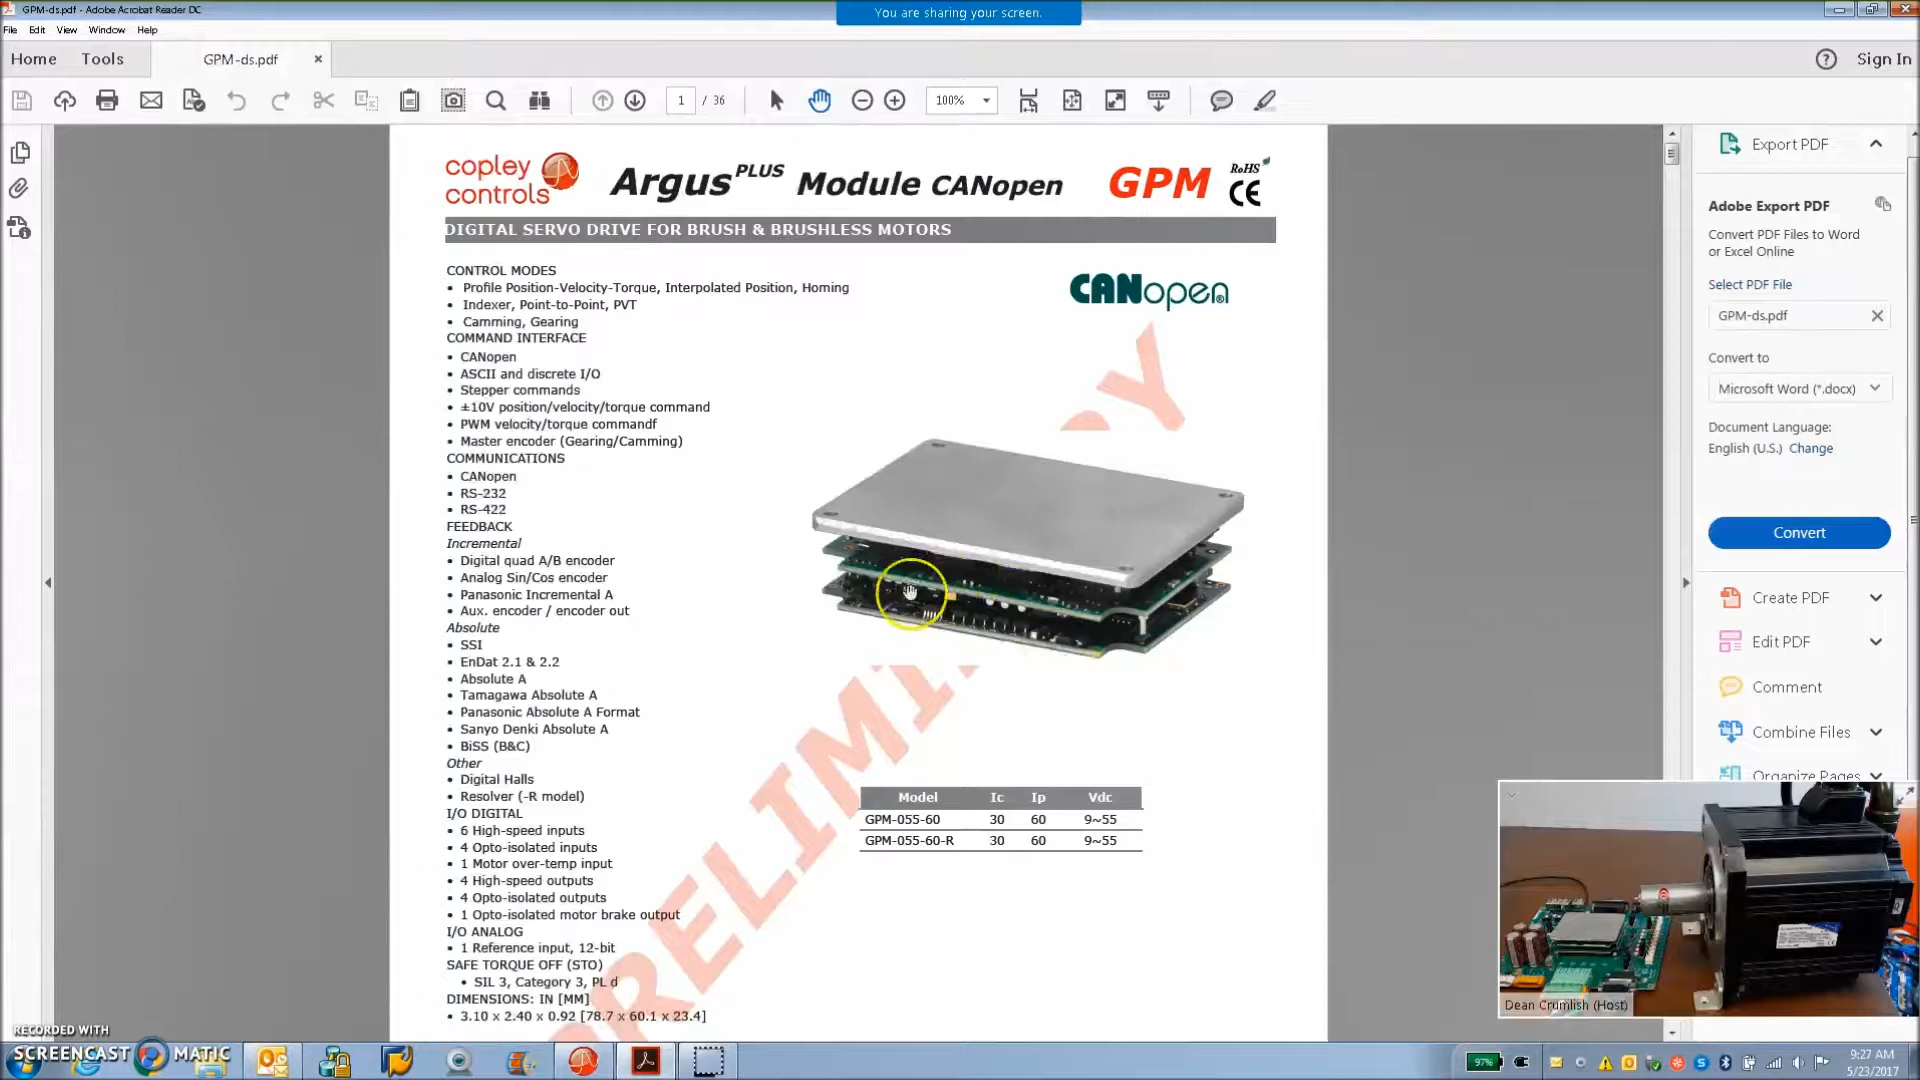 GPM-ds.pdf - Adobe Acrobat Reader DC
You are sharing your screen.
File Edit View Window Help
Home Tools GPM-ds.pdf Sign In
1 / 36 100%
copley controls
Argus PLUS Module CANopen GPM RoHS CE
DIGITAL SERVO DRIVE FOR BRUSH & BRUSHLESS MOTORS
CONTROL MODES
• Profile Position-Velocity-Torque, Interpolated Position, Homing
• Indexer, Point-to-Point, PVT
• Camming, Gearing
COMMAND INTERFACE
• CANopen
• ASCII and discrete I/O
• Stepper commands
• ±10V position/velocity/torque command
• PWM velocity/torque commandf
• Master encoder (Gearing/Camming)
COMMUNICATIONS
• CANopen
• RS-232
• RS-422
FEEDBACK
Incremental
• Digital quad A/B encoder
• Analog Sin/Cos encoder
• Panasonic Incremental A
• Aux. encoder / encoder out
Absolute
• SSI
• EnDat 2.1 & 2.2
• Absolute A
• Tamagawa Absolute A
• Panasonic Absolute A Format
• Sanyo Denki Absolute A
• BiSS (B&C)
Other
• Digital Halls
• Resolver (-R model)
I/O DIGITAL
• 6 High-speed inputs
• 4 Opto-isolated inputs
• 1 Motor over-temp input
• 4 High-speed outputs
• 4 Opto-isolated outputs
• 1 Opto-isolated motor brake output
I/O ANALOG
• 1 Reference input, 12-bit
SAFE TORQUE OFF (STO)
• SIL 3, Category 3, PL d
DIMENSIONS: IN [MM]
• 3.10 x 2.40 x 0.92 [78.7 x 60.1 x 23.4]
CANopen®
Model Ic Ip Vdc
GPM-055-60 30 60 9~55
GPM-055-60-R 30 60 9~55
Export PDF
Adobe Export PDF
Convert PDF Files to Word
or Excel Online
Select PDF File
GPM-ds.pdf
Convert to
Microsoft Word (*.docx)
Document Language:
English (U.S.) Change
Convert
Create PDF
Edit PDF
Comment
Combine Files
Organize Pages
Dean Crumlish (Host)
RECORDED WITH
SCREENCAST MATIC
97%
9:27 AM
5/23/2017